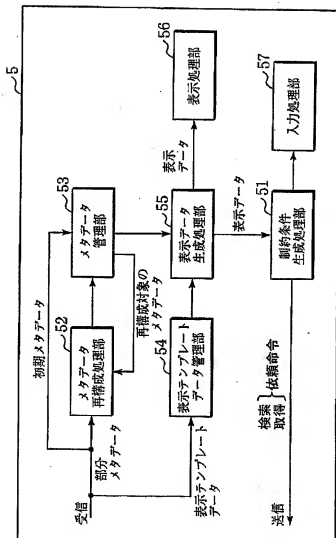 5
受信
初期メタデータ
部分
メタデータ
52
メタデータ
再構成処理部
53
メタデータ
管理部
再構成対象の
メタデータ
表示テンプレート
データ
54
表示テンプレート
データ管理部
55
表示データ
生成処理部
表示
データ
56
表示処理部
表示データ
51
制約条件
生成処理部
57
入力処理部
検索
取得
依頼命令
送信